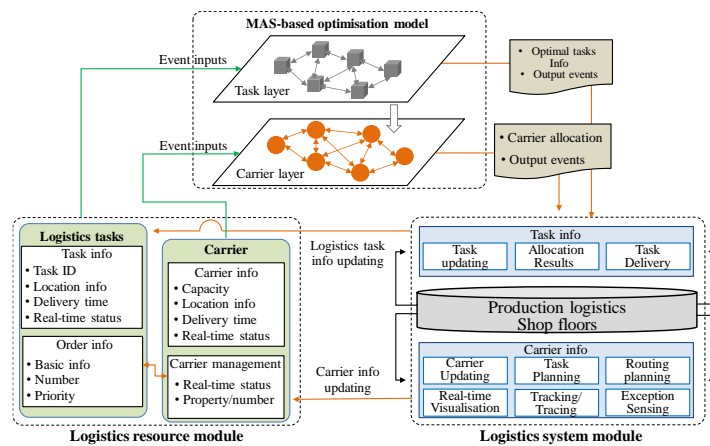 MAS-based optimisation model
Event inputs
Task layer
• Optimal tasks
Info
• Output events
Event inputs
Carrier layer
• Carrier allocation
• Output events
Logistics tasks
Task info
• Task ID
• Location info
• Delivery time
• Real-time status
Order info
• Basic info
• Number
• Priority
Carrier
Carrier info
• Capacity
• Location info
• Delivery time
• Real-time status
Carrier management
• Real-time status
• Property/number
Logistics resource module
Logistics task
info updating
Carrier info
updating
Task info
Task
updating
Allocation
Results
Task
Delivery
Production logistics
Shop floors
Carrier info
Carrier
Updating
Task
Planning
Routing
planning
Real-time
Visualisation
Tracking/
Tracing
Exception
Sensing
Logistics system module